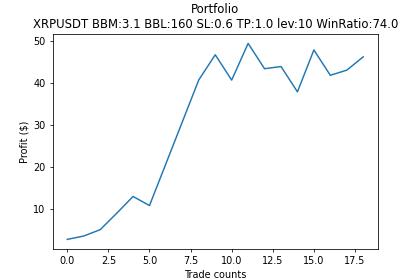 Portfolio
XRPUSDT BBM:3.1 BBL:160 SL:0.6 TP:1.0 lev:10 WinRatio:74.0
50
40
30
20
10
Profit ($)
0.0 2.5 5.0 7.5 10.0 12.5 15.0 17.5
Trade counts